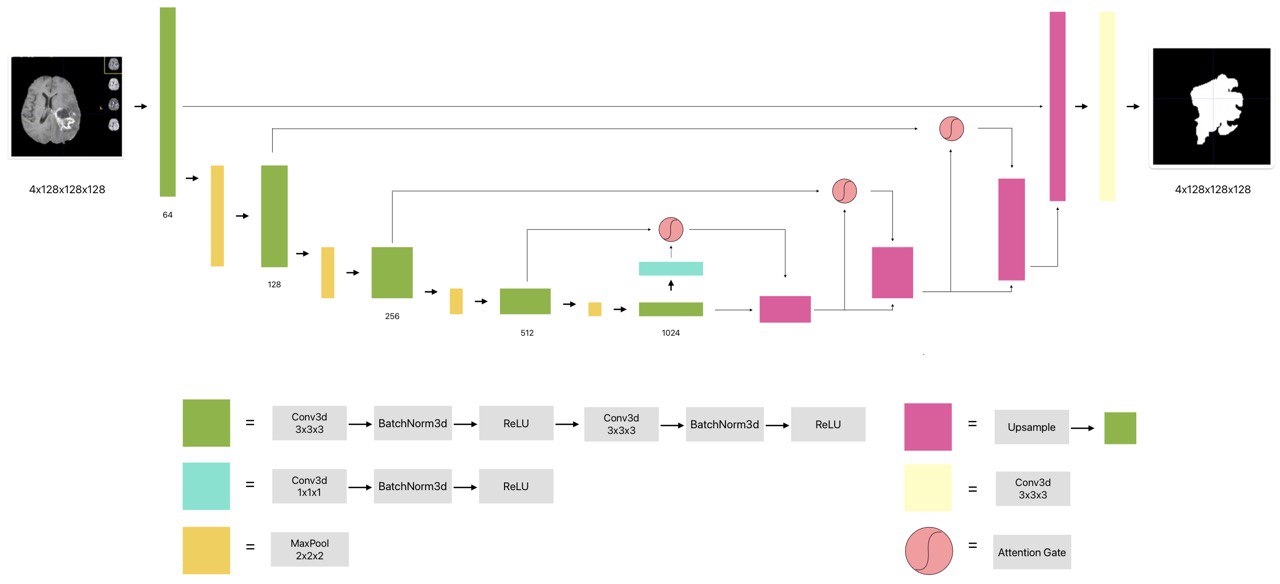 4x128x128x128
4x128x128x128
64
128
256
512
1024
=
Conv3d
3x3x3
BatchNorm3d
ReLU
Conv3d
3x3x3
BatchNorm3d
ReLU
=
Upsample
=
Conv3d
1x1x1
BatchNorm3d
ReLU
=
Conv3d
3x3x3
=
MaxPool
2x2x2
=
Attention Gate